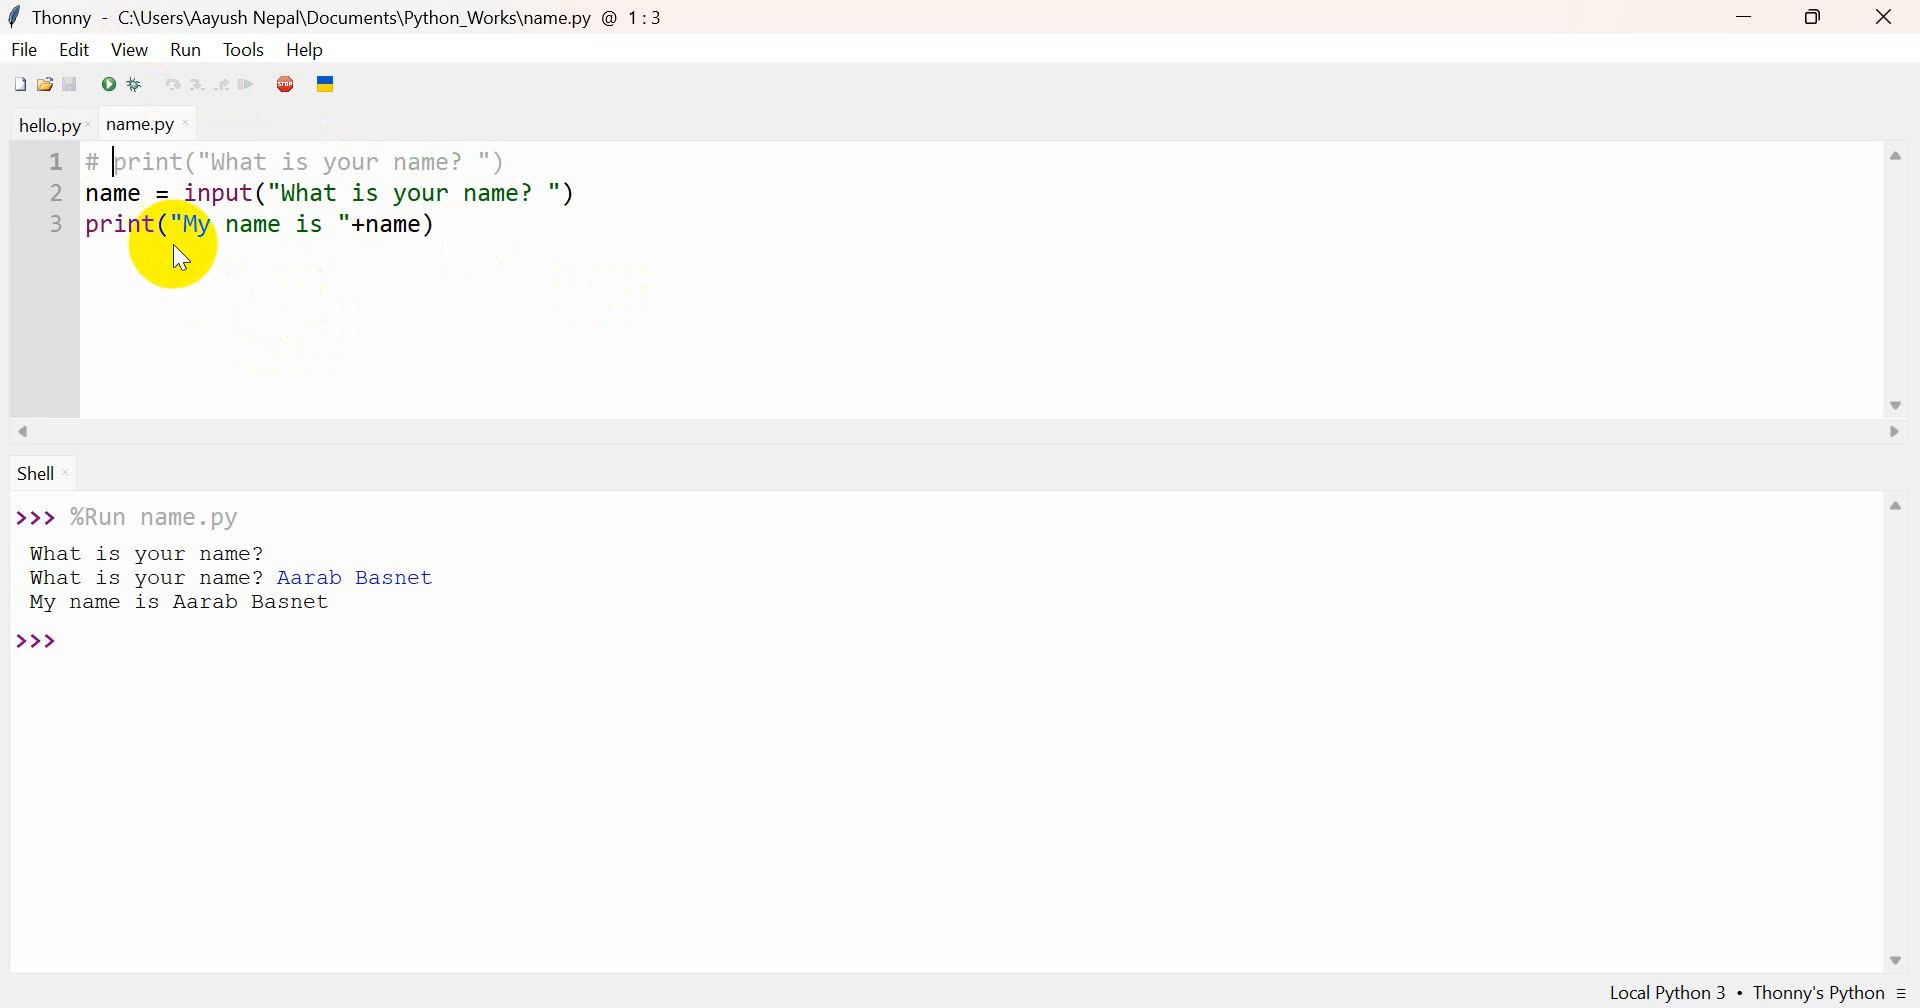 Thonny - C:\Users\Aayush Nepal\Documents\Python_Works\name.py @ 1 : 3
File Edit View Run Tools Help
STOP
hello.py × name.py ×
1 # print("What is your name? ")
2 name = input("What is your name? ")
3 print("My name is "+name)
Shell ×
>>> %Run name.py
What is your name?
What is your name? Aarab Basnet
My name is Aarab Basnet
>>>
Local Python 3 • Thonny's Python ≡